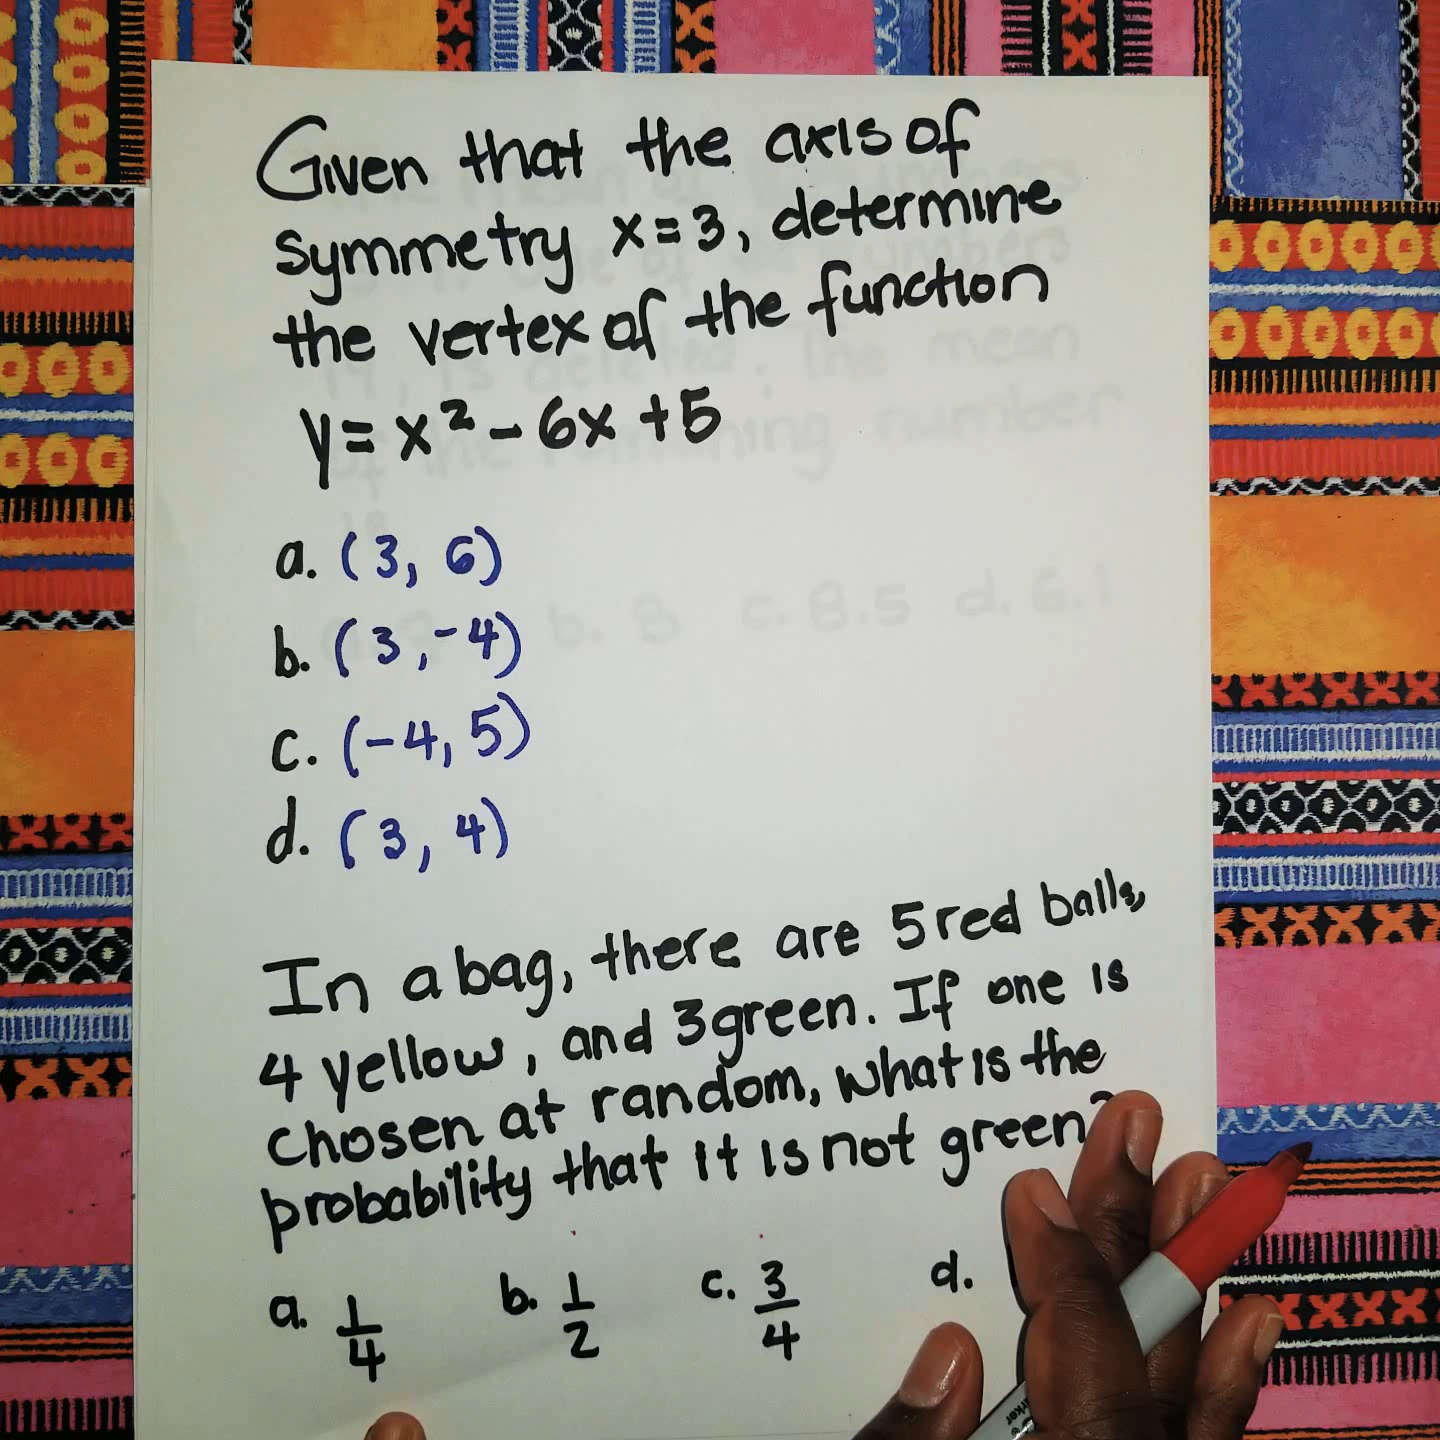 Given that the axis of
symmetry x=3, determine
the vertex of the function
y= x² - 6x +5
a. (3, 6)
b. (3, -4)
c. (-4, 5)
d. (3, 4)
In a bag, there are 5 red balls,
4 yellow, and 3 green. If one is
chosen at random, what is the
probability that it is not green?
a. 1/4 b. 1/2 c. 3/4 d.